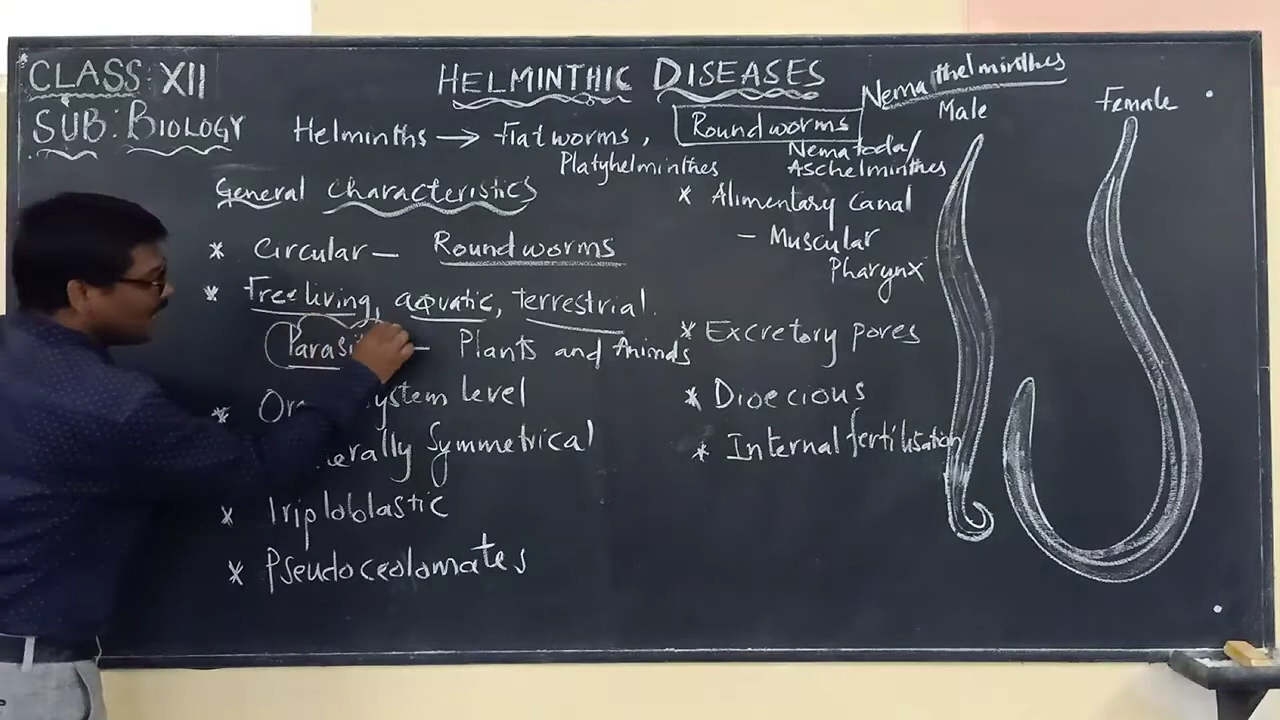 CLASS: XII
HELMINTHIC DISEASES
Nemathelminthes
SUB: BIOLOGY
Helminths → Flatworms, Roundworms
Platyhelminthes
Nematoda/
Aschelminthes
Male
Female
General Characteristics
* Circular — Roundworms
* Free living, aquatic, terrestrial.
— Plants and Animals
* system level
Symmetrical
* Triploblastic
* Pseudoceolomates
* Alimentary Canal
— Muscular
Pharynx
* Excretory pores
* Dioecious
* Internal fertilisation